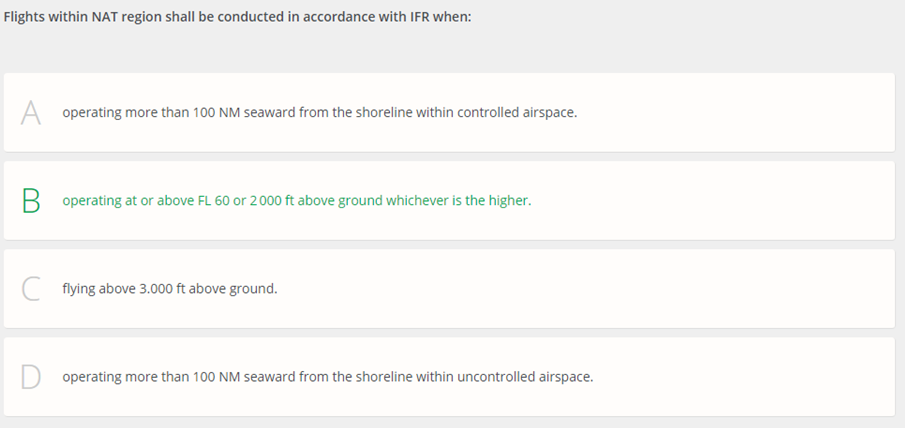 Flights within NAT region shall be conducted in accordance with IFR when:
A
operating more than 100 NM seaward from the shoreline within controlled airspace.
B
operating at or above FL 60 or 2 000 ft above ground whichever is the higher.
C
flying above 3.000 ft above ground.
D
operating more than 100 NM seaward from the shoreline within uncontrolled airspace.